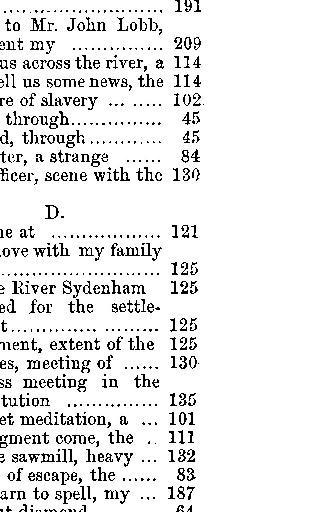 .............................. 191
to Mr. John Lobb,
ent my .............. 209
us across the river, a 114
ell us some news, the 114
re of slavery ... ...... 102
through............... 45
d, through............ 45
ter, a strange ...... 84
fficer, scene with the 130
D.
ne at ................. 121
ove with my family
.......................... 125
e River Sydenham 125
ed for the settle-
t............. ......... 125
ment, extent of the 125
es, meeting of ...... 130
ss meeting in the
tution .............. 135
et meditation, a ... 101
gment come, the .. 111
e sawmill, heavy ... 132
of escape, the ...... 83
arn to spell, my ... 187